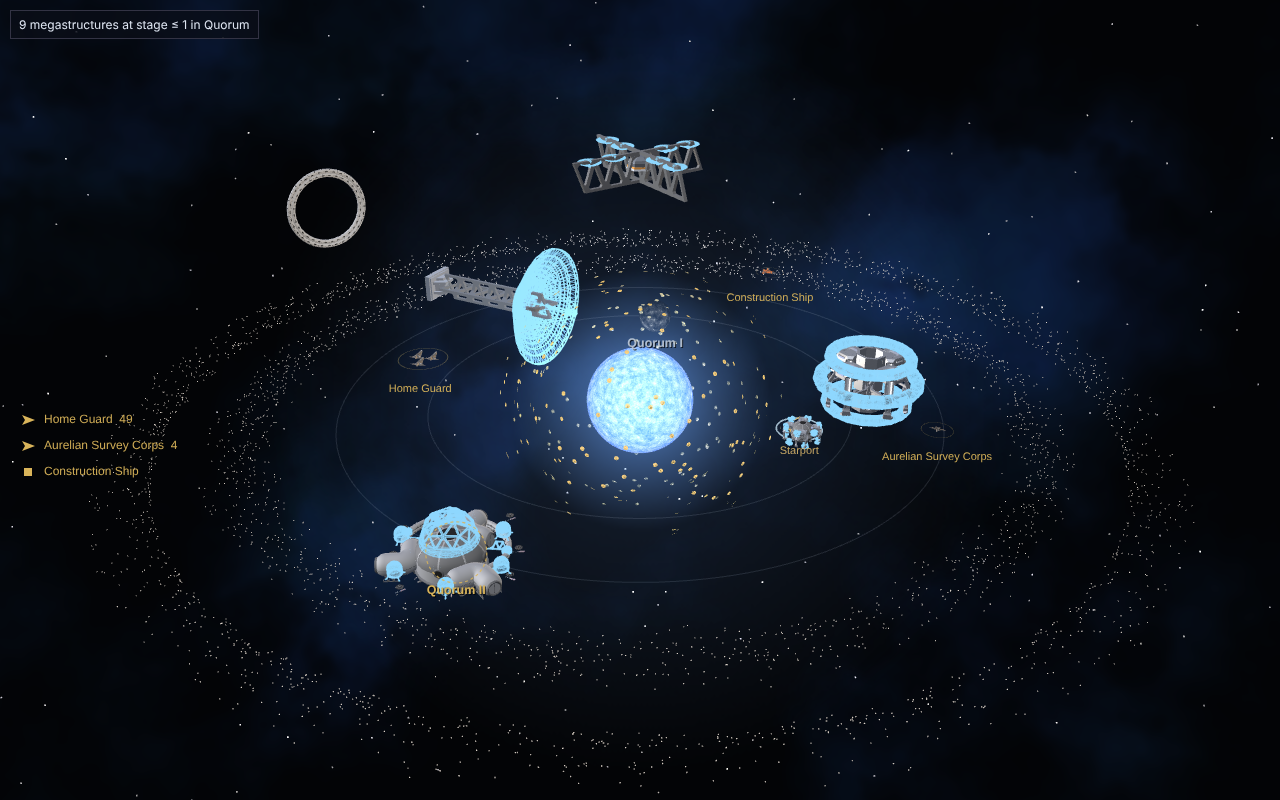 9 megastructures at stage ≤ 1 in Quorum
Construction Ship
Quorum I
Home Guard
Home Guard 49
Aurelian Survey Corps 4
Construction Ship
Starport
Aurelian Survey Corps
Quorum II